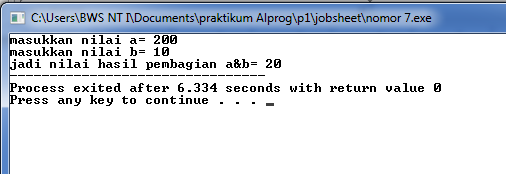 C:\Users\BWS NT I\Documents\praktikum Alprog\p1\jobsheet\nomor 7.exe
masukkan nilai a= 200
masukkan nilai b= 10
jadi nilai hasil pembagian a&b= 20
--------------------------------
Process exited after 6.334 seconds with return value 0
Press any key to continue . . .